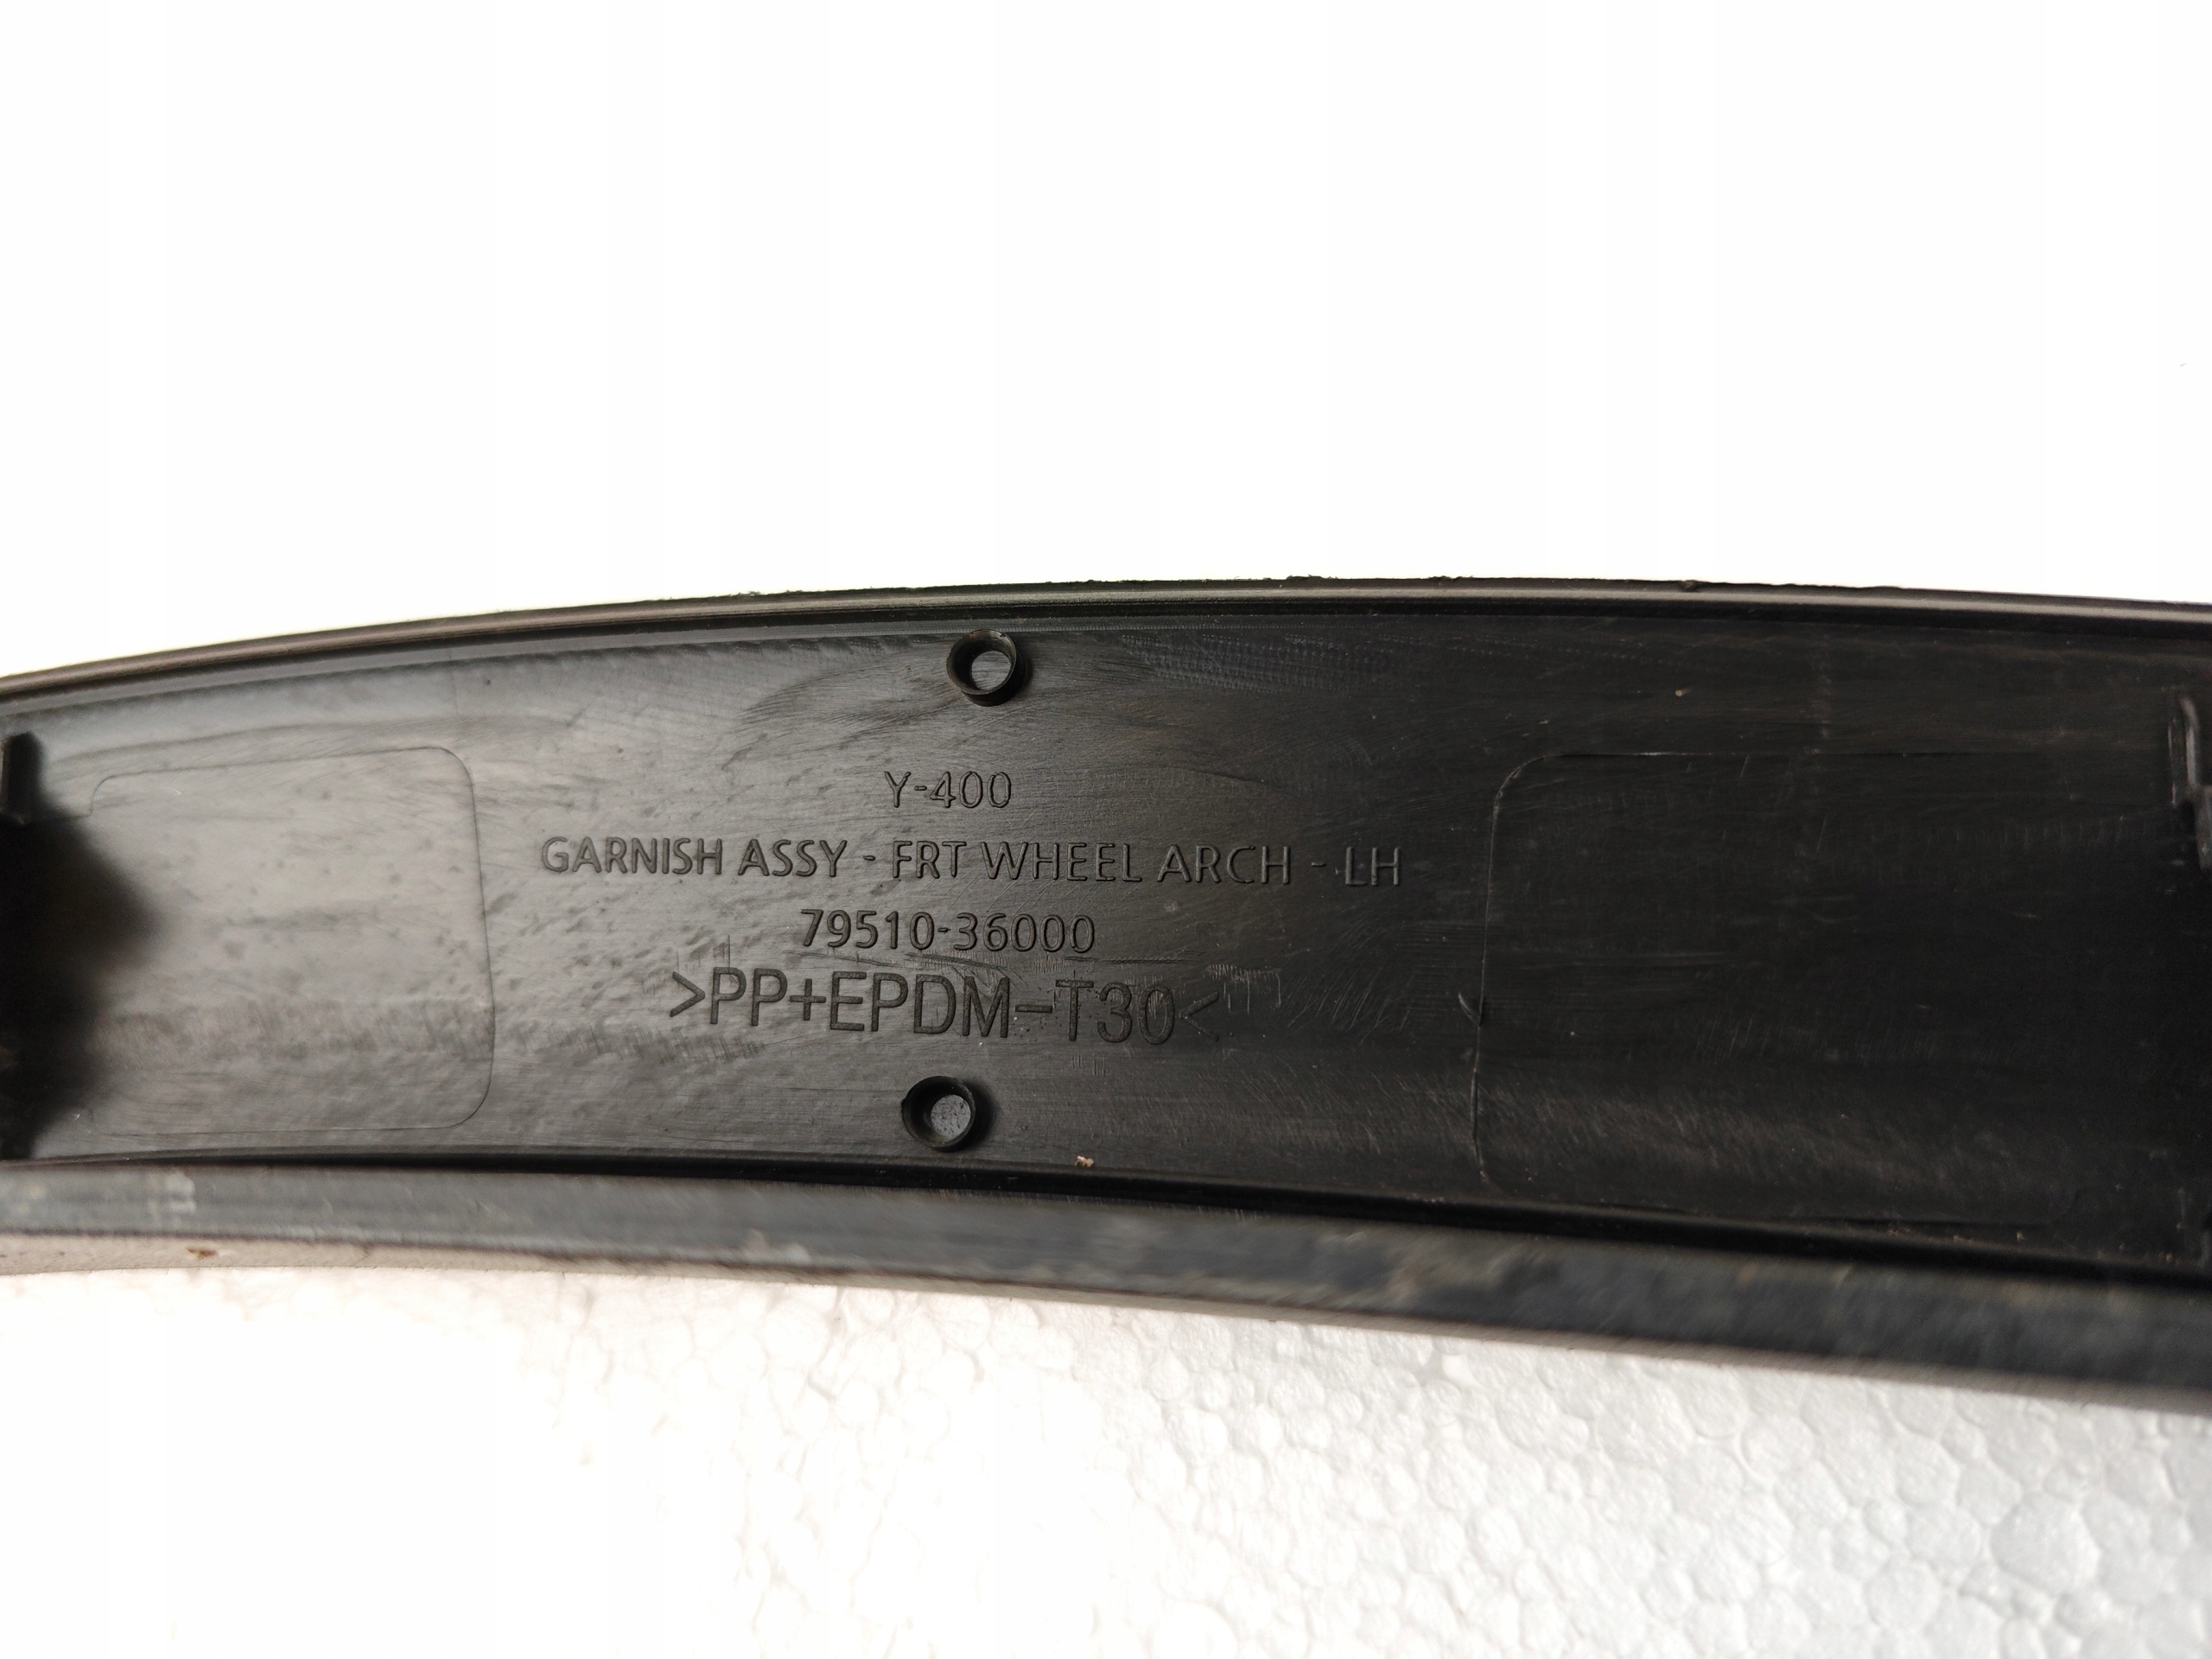 Y-400
GARNISH ASSY - FRT WHEEL ARCH - LH
79510-36000
>PP+EPDM-T30<